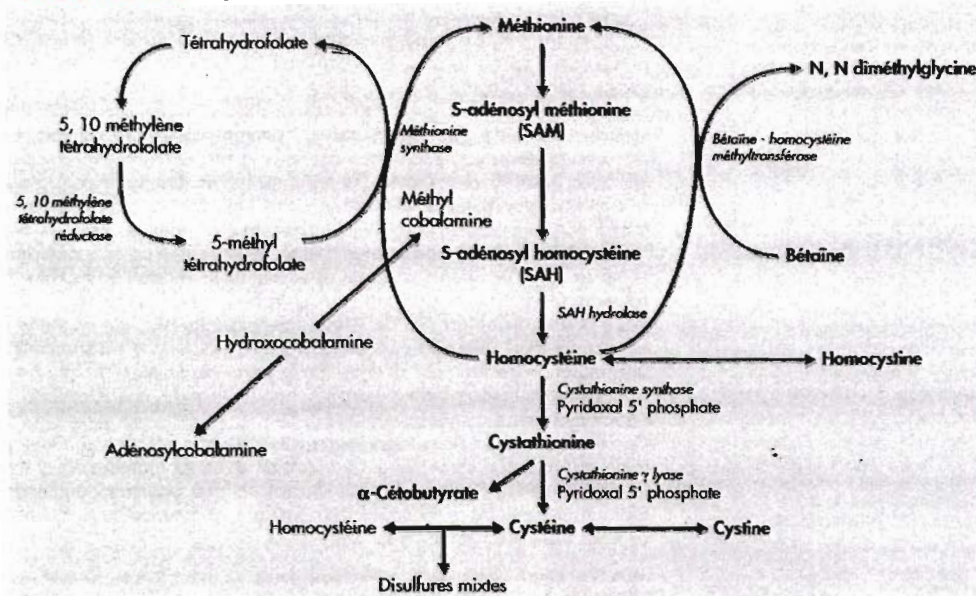 Méthionine
Tétrahydrofolate
N, N diméthylglycine
5, 10 méthylène
tétrahydrofolate
S-adénosyl méthionine
(SAM)
Méthionine
synthase
Bétaïne - homocystéine
méthyltransférase
5, 10 méthylène
tétrahydrofolate
réductase
Méthyl
cobalamine
5-méthyl
tétrahydrofolate
S-adénosyl homocystéine
(SAH)
Bétaïne
SAH hydrolase
Hydroxocobalamine
Homocystéine
Homocystine
Cystathionine synthase
Pyridoxal 5' phosphate
Adénosylcobalamine
Cystathionine
Cystathionine γ lyase
Pyridoxal 5' phosphate
α-Cétobutyrate
Homocystéine
Cystéine
Cystine
Disulfures mixtes